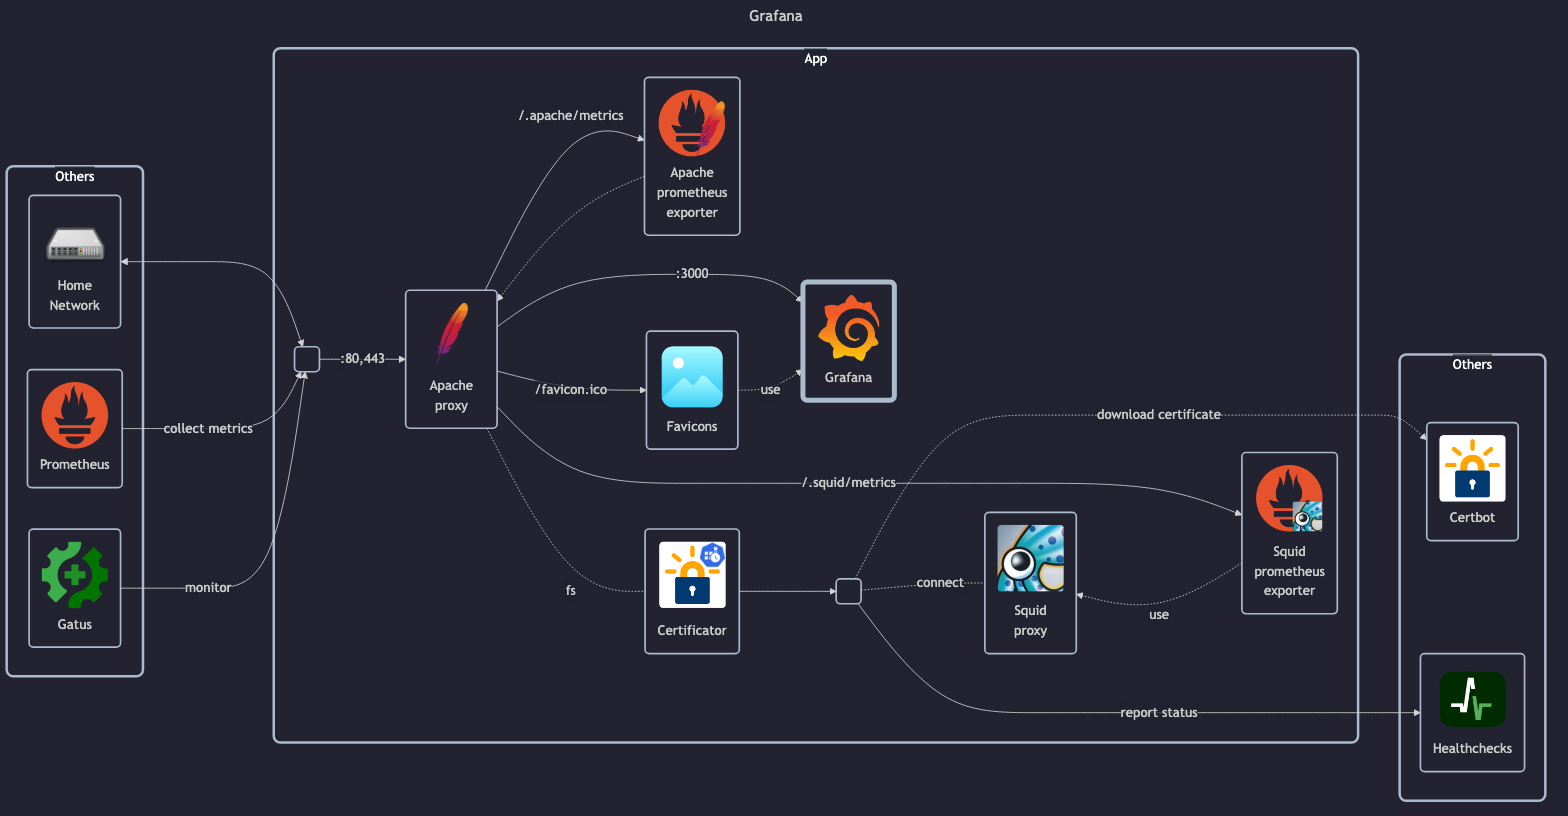 Grafana
App
Others
Home
Network
Prometheus
Gatus
collect metrics
monitor
:80,443
Apache
proxy
/.apache/metrics
Apache
prometheus
exporter
:3000
/favicon.ico
Favicons
use
Grafana
/.squid/metrics
fs
Certificator
connect
Squid
proxy
use
Squid
prometheus
exporter
download certificate
report status
Others
Certbot
Healthchecks